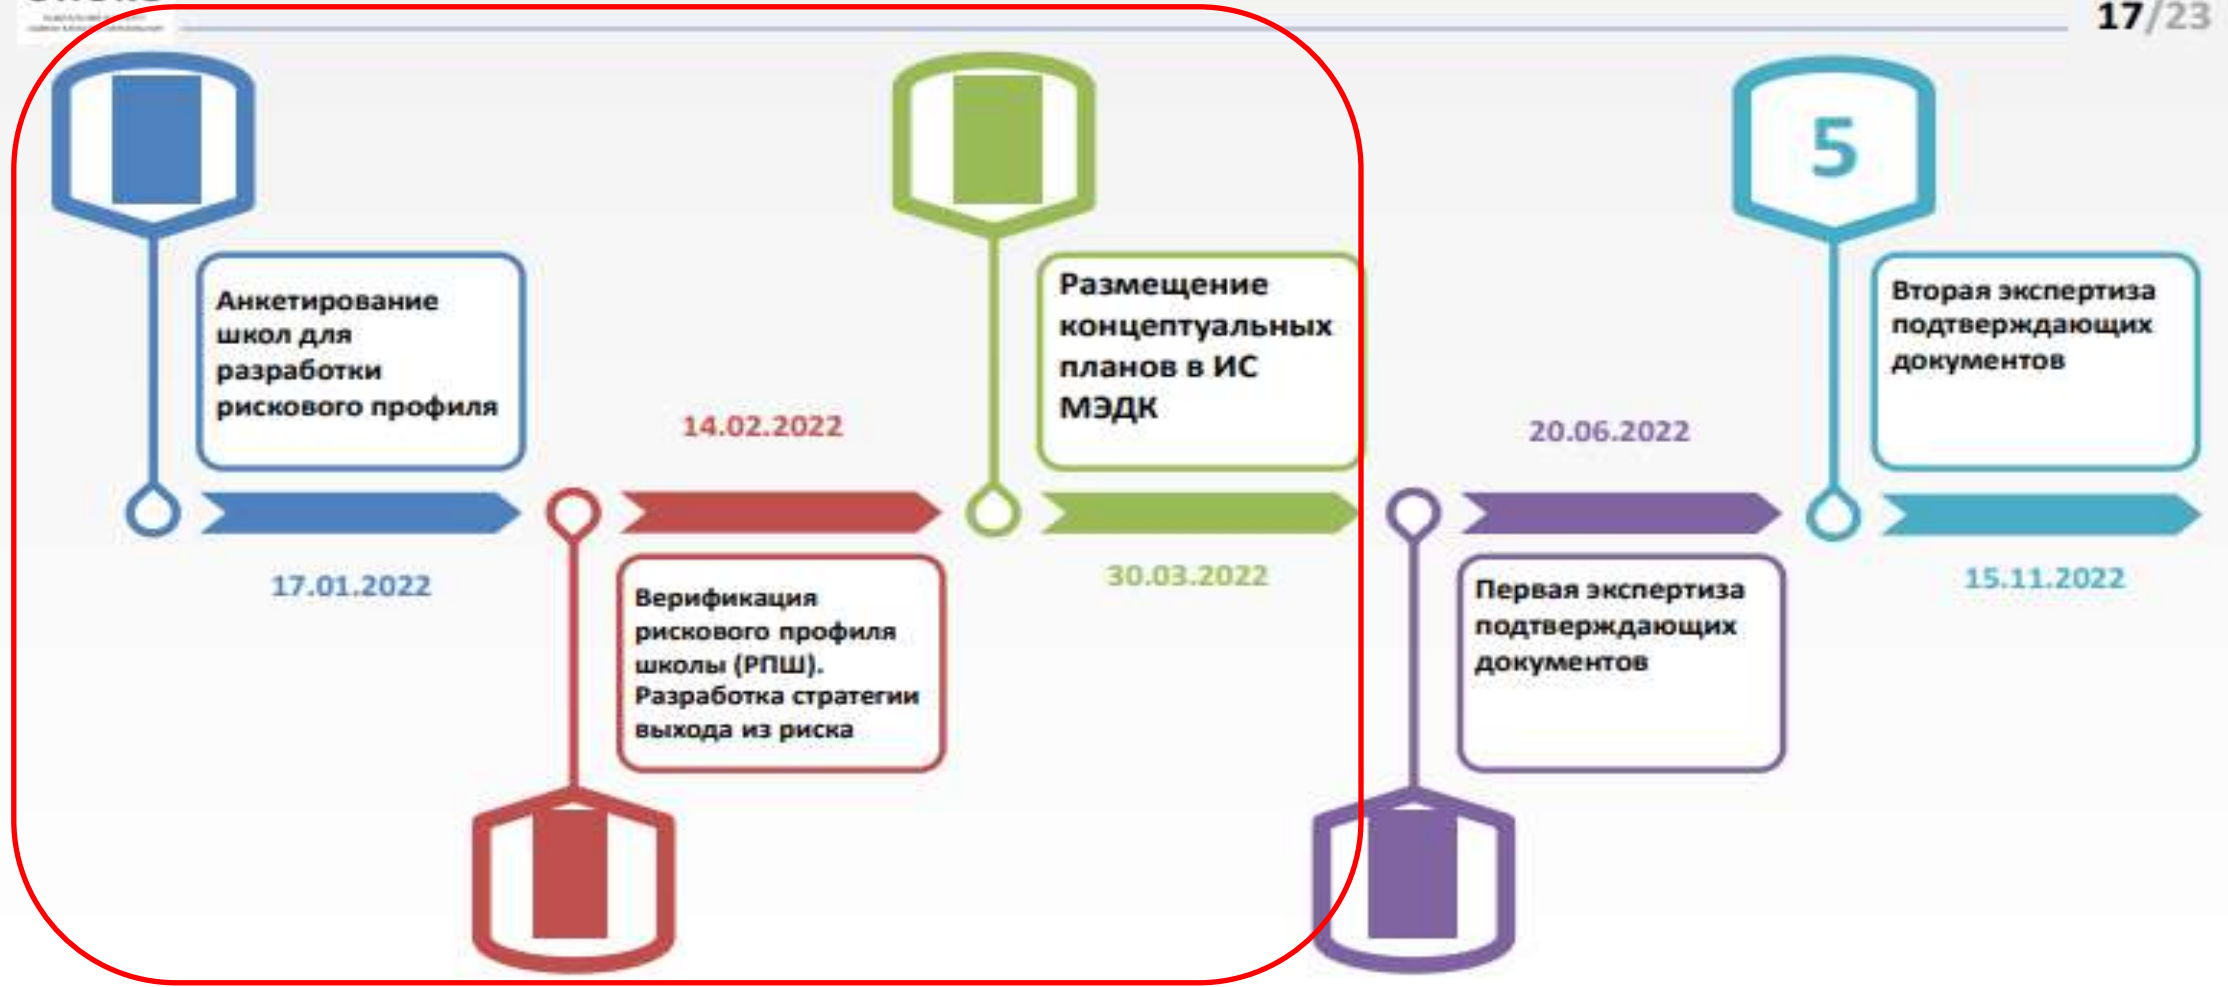 17/23
5
Анкетирование
школ для
разработки
рискового профиля
17.01.2022
14.02.2022
Верификация
рискового профиля
школы (РПШ).
Разработка стратегии
выхода из риска
Размещение
концептуальных
планов в ИС
МЭДК
30.03.2022
20.06.2022
Первая экспертиза
подтверждающих
документов
Вторая экспертиза
подтверждающих
документов
15.11.2022